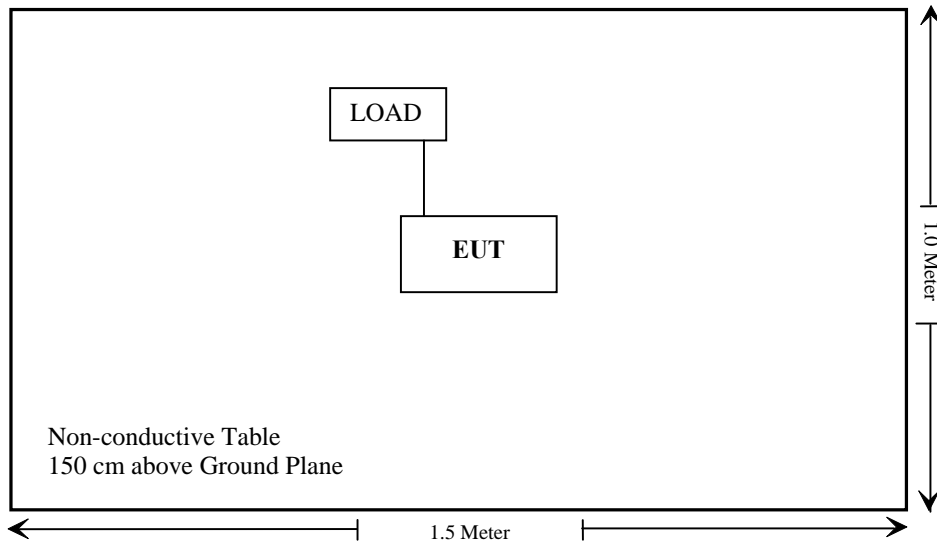 LOAD
EUT
1.0 Meter
Non-conductive Table
150 cm above Ground Plane
1.5 Meter